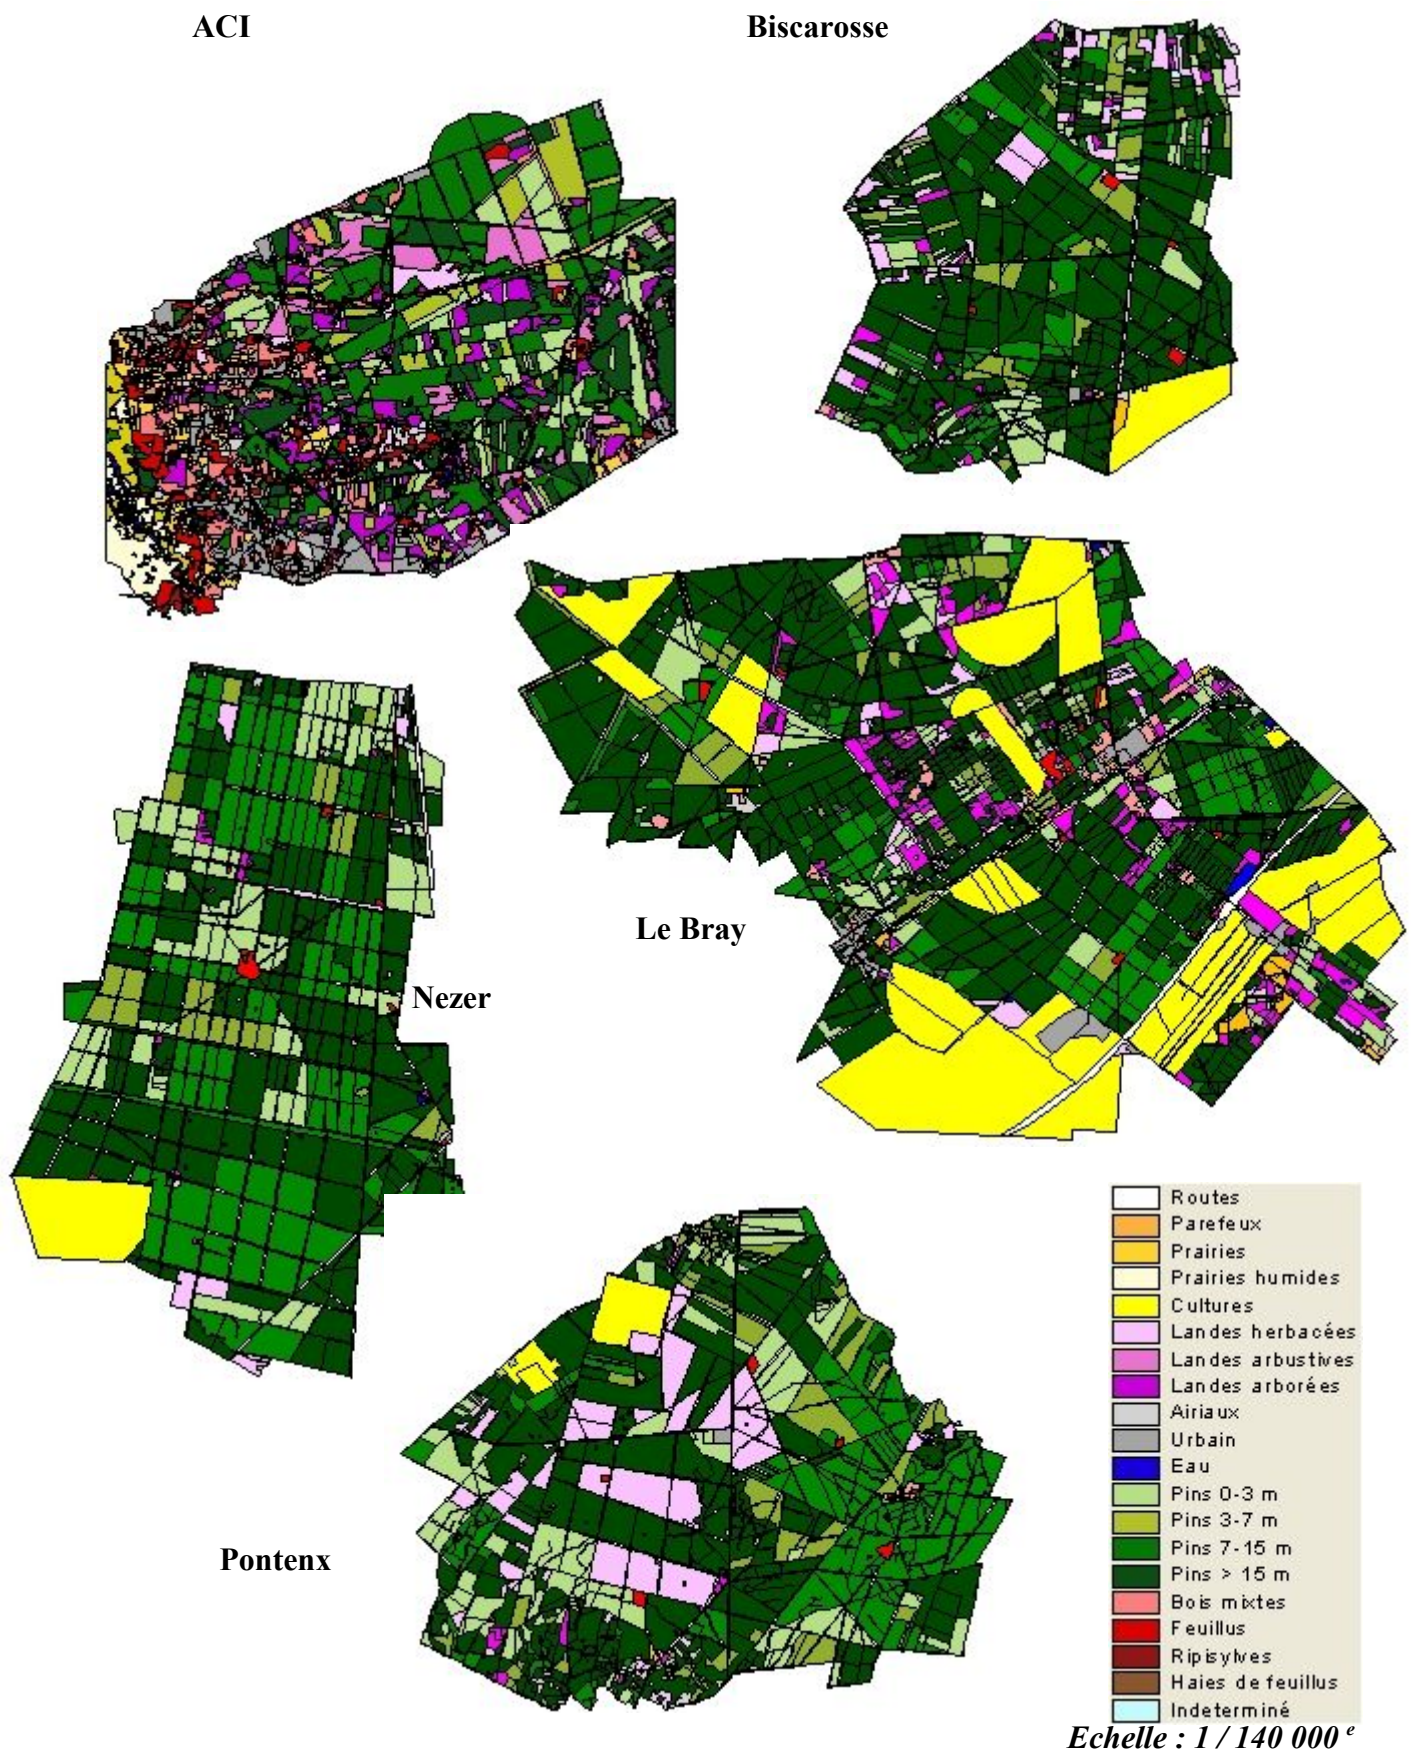 ACI
Biscarosse
Le Bray
Nezer
Pontenx
Routes
Parefeux
Prairies
Prairies humides
Cultures
Landes herbacées
Landes arbustives
Landes arborées
Airiaux
Urbain
Eau
Pins 0-3 m
Pins 3-7 m
Pins 7-15 m
Pins > 15 m
Bois mixtes
Feuillus
Ripisylves
Haies de feuillus
Indeterminé
Echelle : 1 / 140 000 e